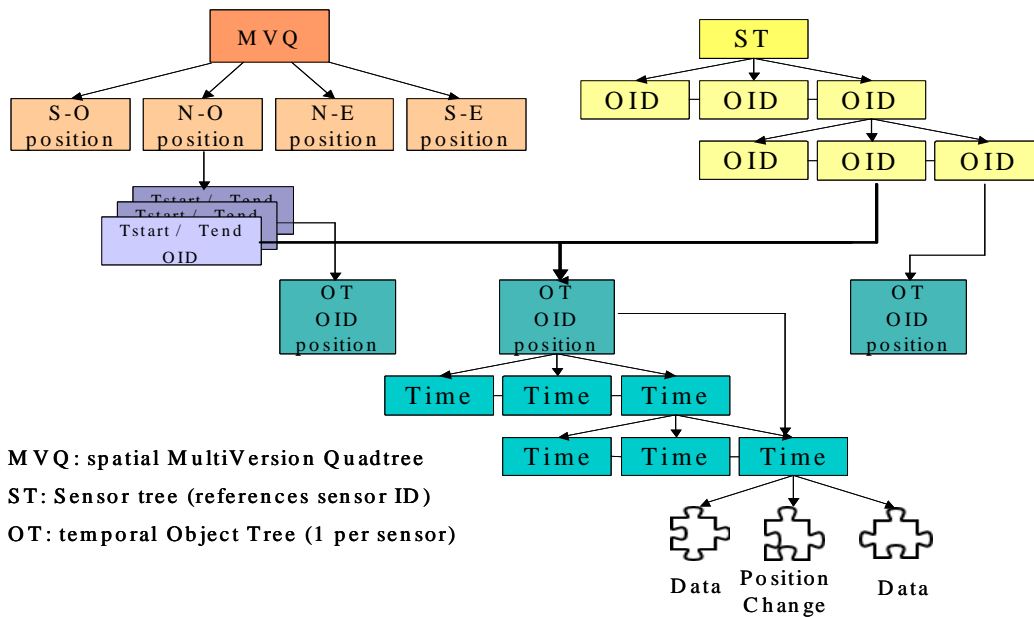 MVQ
ST
S-O
position
N-O
position
N-E
position
S-E
position
OID
OID
OID
OID
OID
OID
Tstart / Tend
Tstart / Tend
Tstart / Tend
OID
OT
OID
position
OT
OID
position
OT
OID
position
Time
Time
Time
Time
Time
Time
MVQ: spatial MultiVersion Quadtree
ST: Sensor tree (references sensor ID)
OT: temporal Object Tree (1 per sensor)
Data
Position
Change
Data